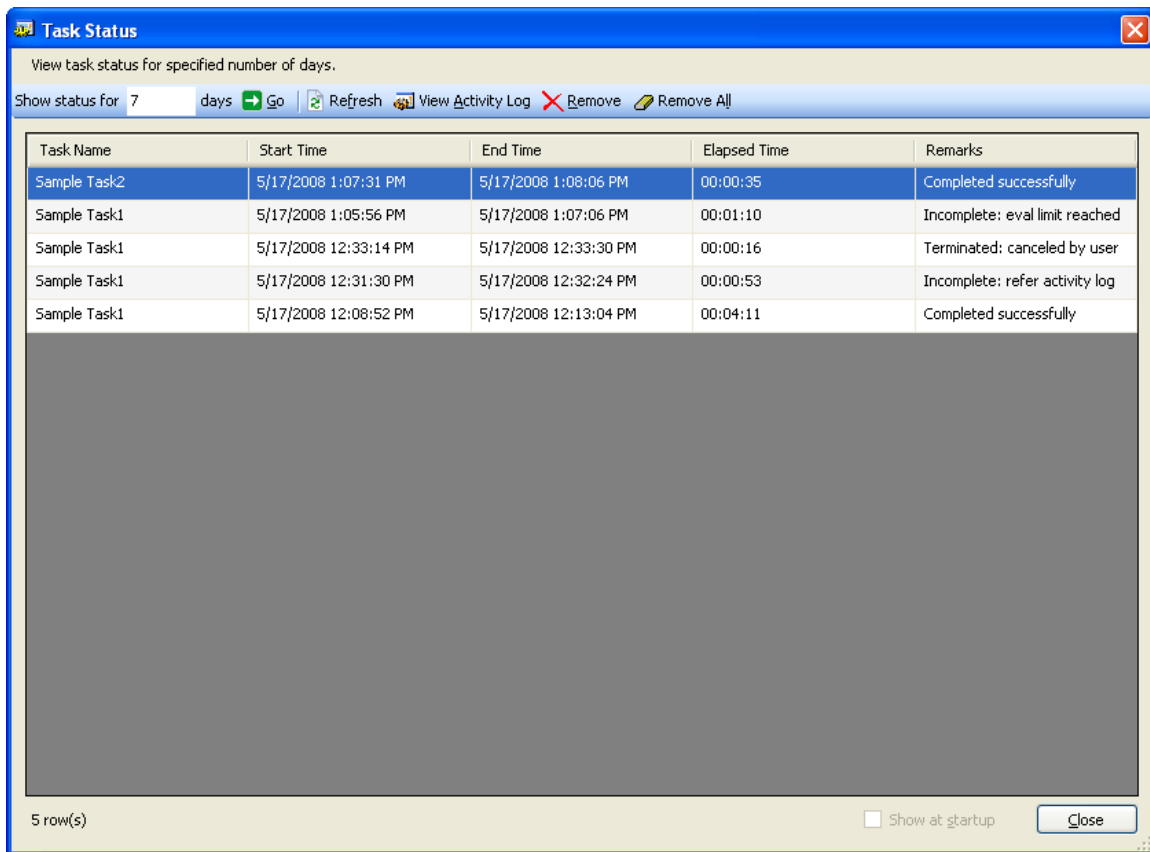 Task Status
View task status for specified number of days.
Show status for 7 days Go Refresh View Activity Log Remove Remove All
Task Name Start Time End Time Elapsed Time Remarks
Sample Task2 5/17/2008 1:07:31 PM 5/17/2008 1:08:06 PM 00:00:35 Completed successfully
Sample Task1 5/17/2008 1:05:56 PM 5/17/2008 1:07:06 PM 00:01:10 Incomplete: eval limit reached
Sample Task1 5/17/2008 12:33:14 PM 5/17/2008 12:33:30 PM 00:00:16 Terminated: canceled by user
Sample Task1 5/17/2008 12:31:30 PM 5/17/2008 12:32:24 PM 00:00:53 Incomplete: refer activity log
Sample Task1 5/17/2008 12:08:52 PM 5/17/2008 12:13:04 PM 00:04:11 Completed successfully
5 row(s) Show at startup Close